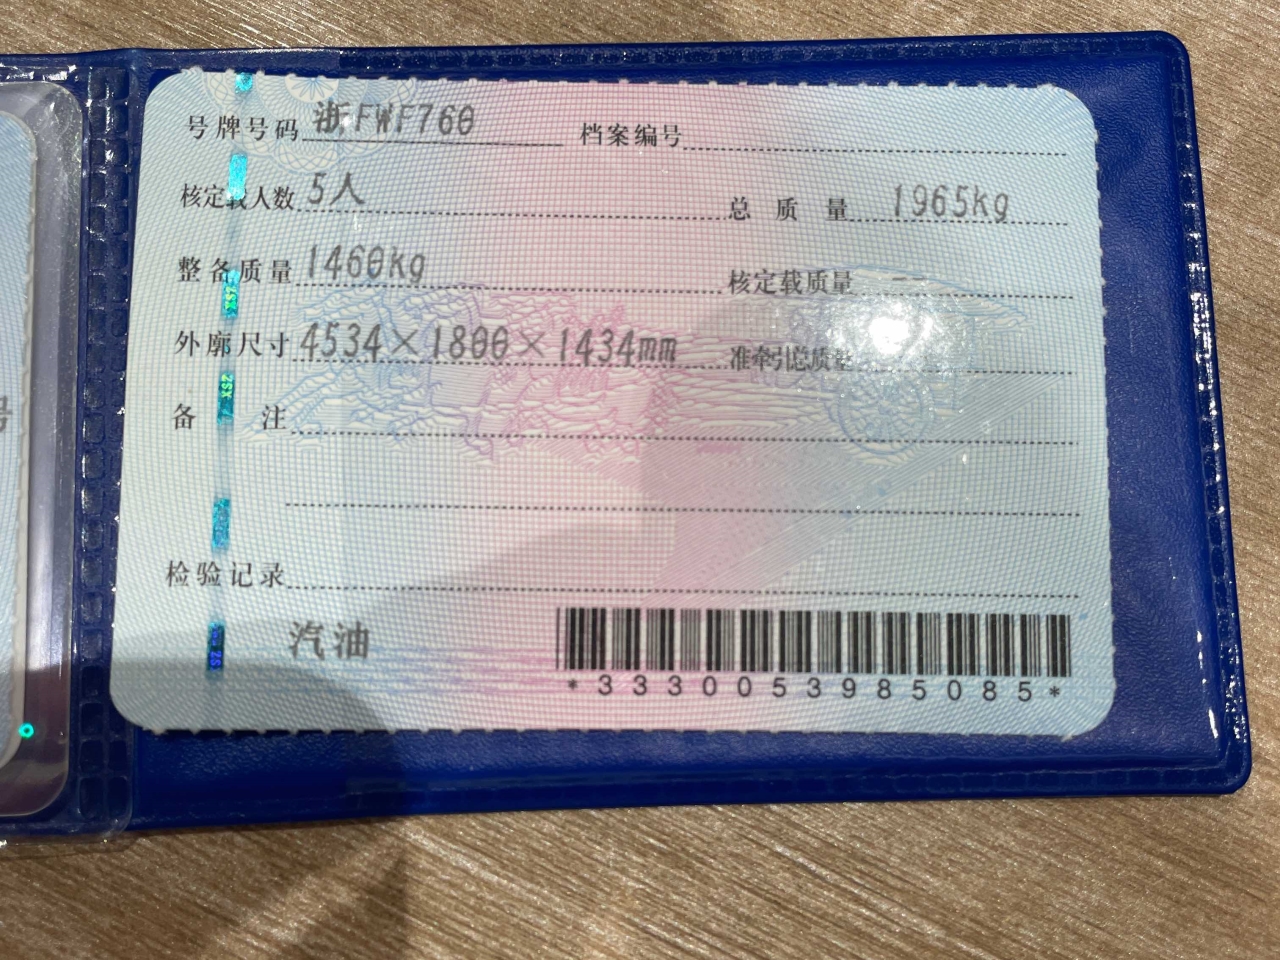 号牌号码 浙FWF760 档案编号
核定载人数 5人 总质量 1965kg
整备质量 1460kg 核定载质量 --
外廓尺寸 4534×1800×1434mm 准牵引总质量
备注
检验记录
汽油
*3330053985085*